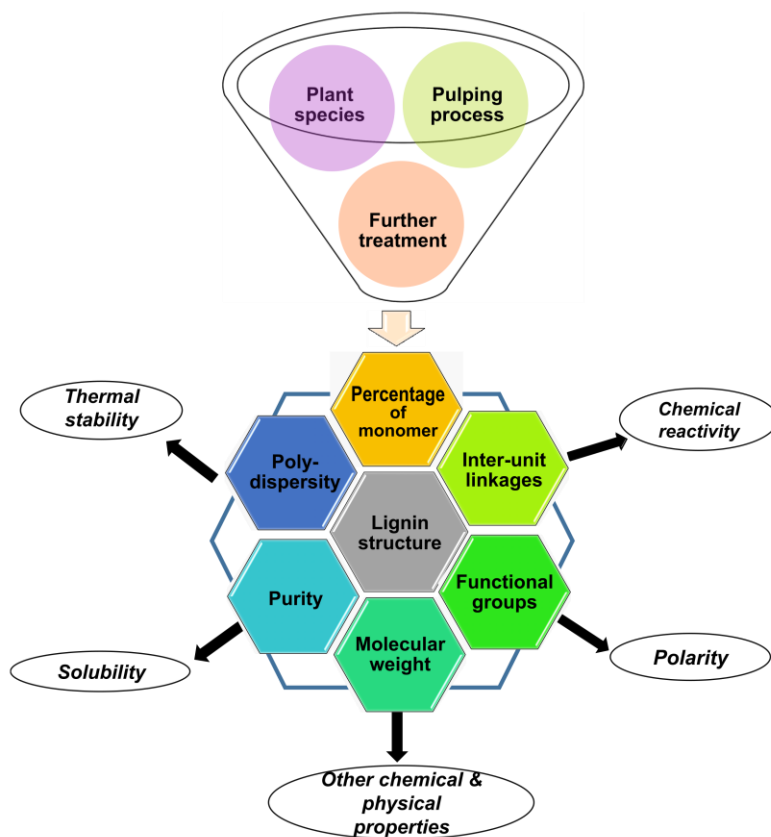 Plant
species
Pulping
process
Further
treatment
Percentage
of
monomer
Thermal
stability
Chemical
reactivity
Poly-
dispersity
Inter-unit
linkages
Lignin
structure
Purity
Functional
groups
Molecular
weight
Solubility
Polarity
Other chemical &
physical
properties